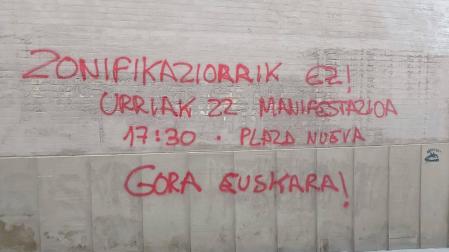 ZONIFIKAZIORRIK EZ!
URRIAK 22 MANIFESTAZIOA
17:30 · PLAZA NUEVA
GORA EUSKARA!